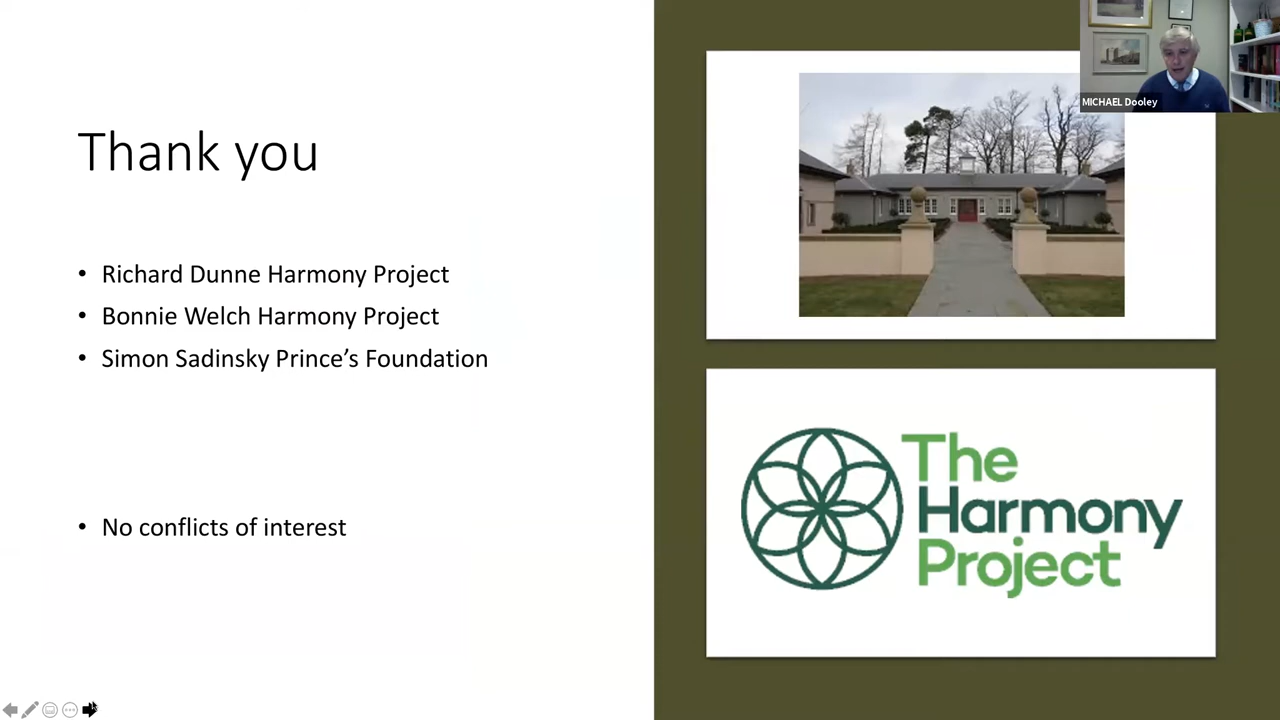 MICHAEL Dooley
Thank you
• Richard Dunne Harmony Project
• Bonnie Welch Harmony Project
• Simon Sadinsky Prince’s Foundation
• No conflicts of interest
The
Harmony
Project